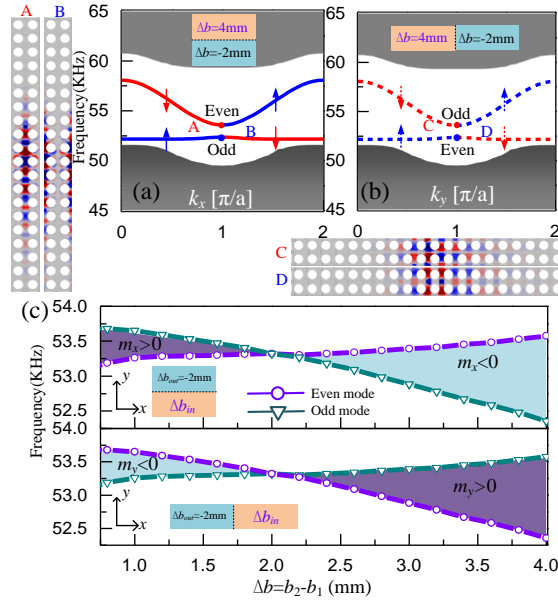 A B
65
60
55
50
45
Frequency(KHz)
Δb=4mm
Δb=-2mm
Even
A B
Odd
(a)
k_x [π/a]
0 1 2
65
60
55
50
45
Δb=4mm Δb=-2mm
Odd
C D
Even
(b)
k_y [π/a]
0 1 2
C
D
(c)
54.0
53.5
53.0
52.5
54.0
53.5
53.0
52.5
Frequency(KHz)
m_x>0
m_x<0
y
x
Δb_out=-2mm
Δb_in
Even mode
Odd mode
m_y<0
m_y>0
y
x
Δb_out=-2mm Δb_in
1.0 1.5 2.0 2.5 3.0 3.5 4.0
Δb=b₂-b₁ (mm)